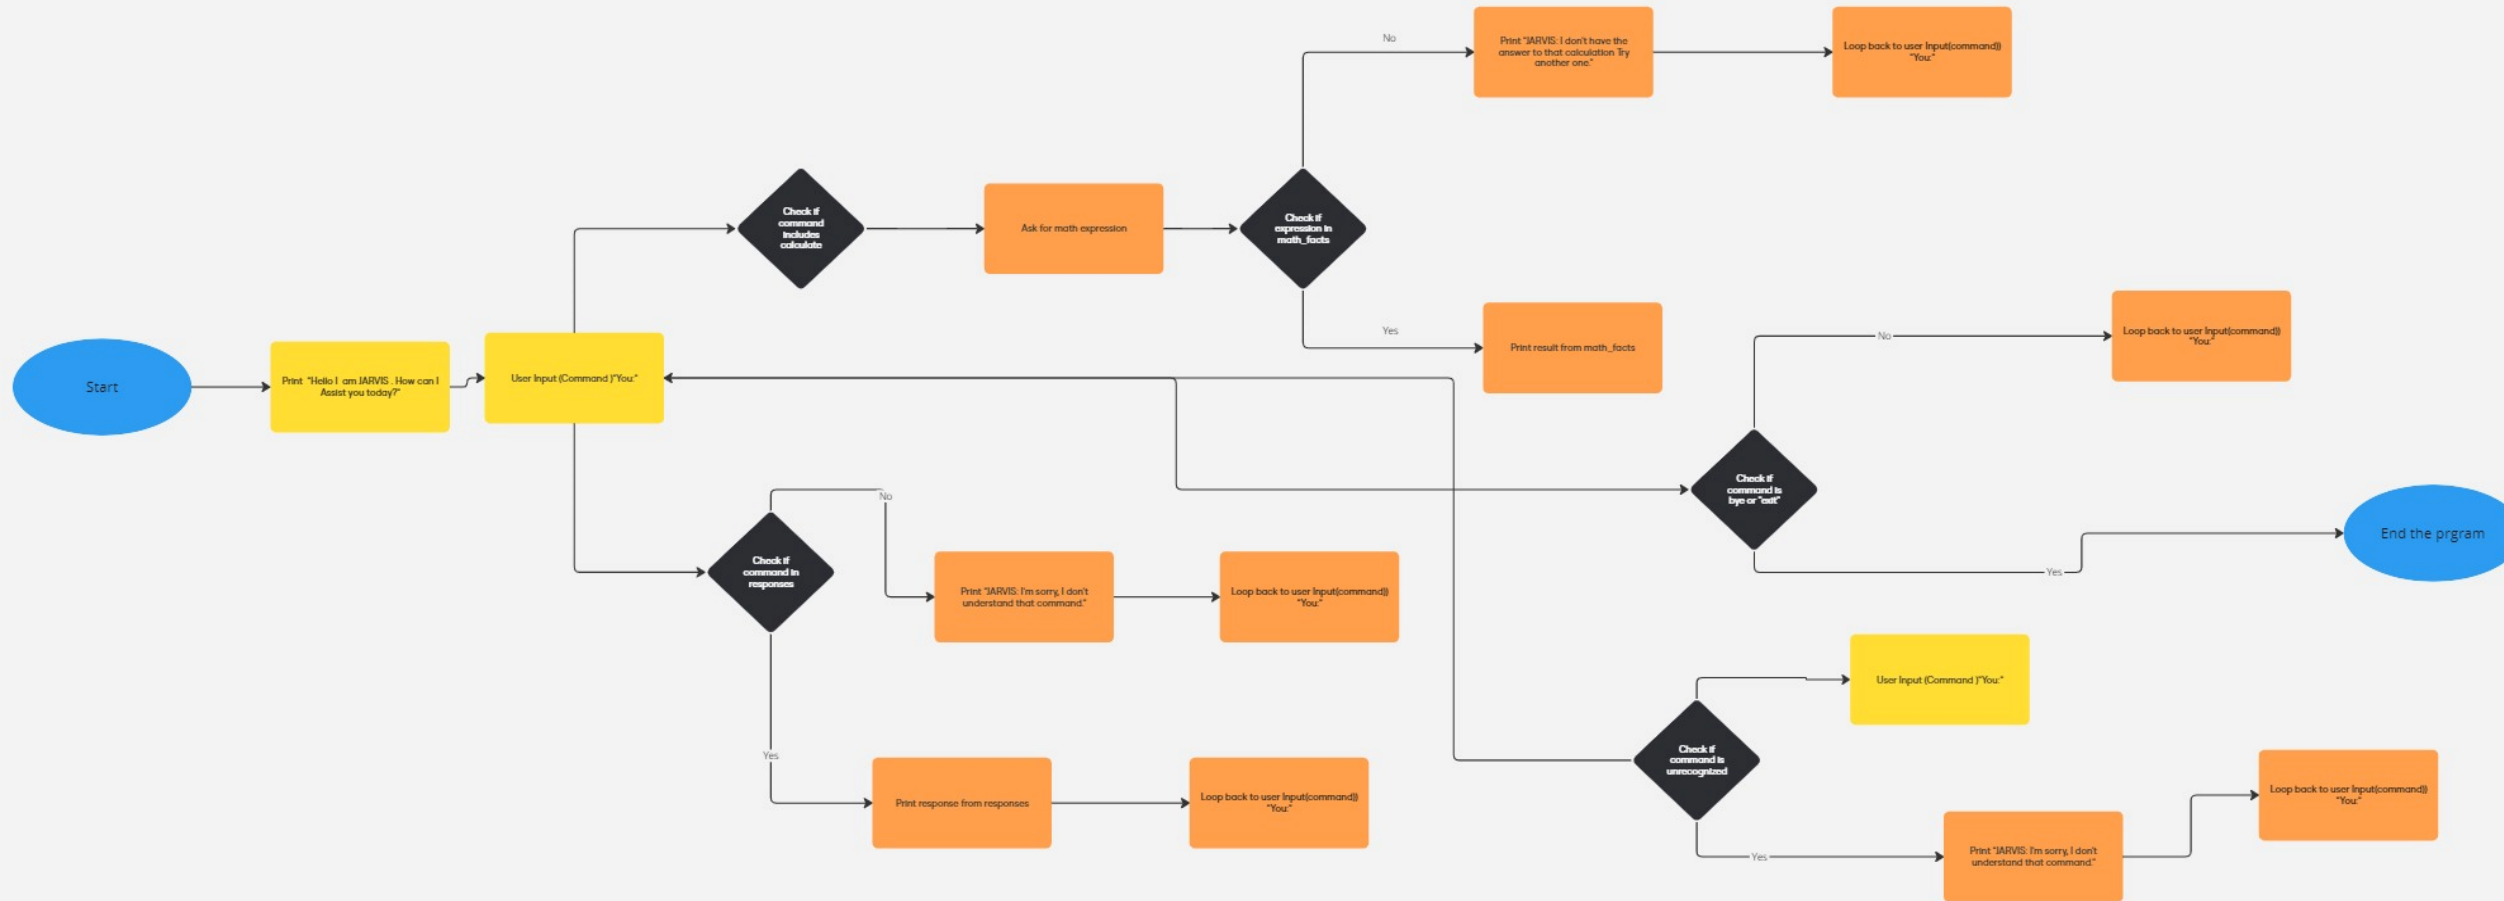 No
Print "JARVIS: I don't have the
answer to that calculation Try
another one."
Loop back to user Input(command))
"You:"
Check if
command
includes
calculate
Ask for math expression
Check if
expression in
math_facts
Yes
Print result from math_facts
No
Loop back to user Input(command))
"You:"
Start
Print "Hello I am JARVIS . How can I
Assist you today?"
User Input (Command )"You:"
Check if
command is
bye or "exit"
Yes
End the prgram
No
Check if
command in
responses
Print "JARVIS: I'm sorry, I don't
understand that command."
Loop back to user Input(command))
"You:"
Yes
Print response from responses
Loop back to user Input(command))
"You:"
User Input (Command )"You:"
Check if
command is
unrecognized
Yes
Print "JARVIS: I'm sorry, I don't
understand that command."
Loop back to user Input(command))
"You:"